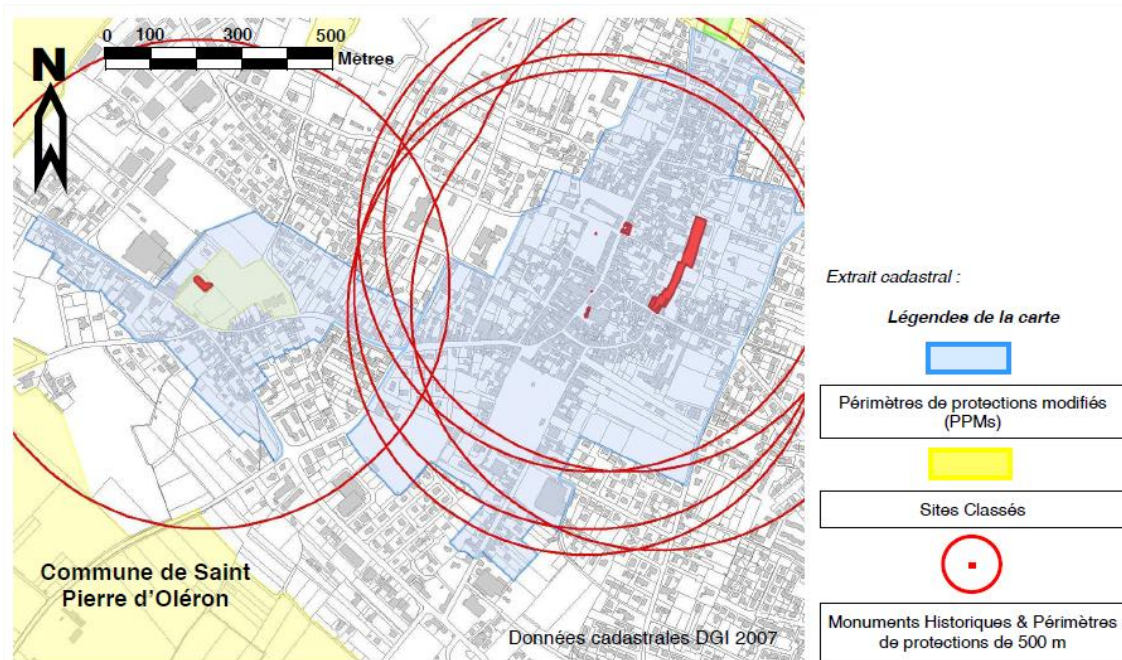 0 100 300 500
Mètres
N
Commune de Saint
Pierre d'Oléron
Données cadastrales DGI 2007
Extrait cadastral :
Légendes de la carte
Périmètres de protections modifiés
(PPMs)
Sites Classés
Monuments Historiques & Périmètres
de protections de 500 m